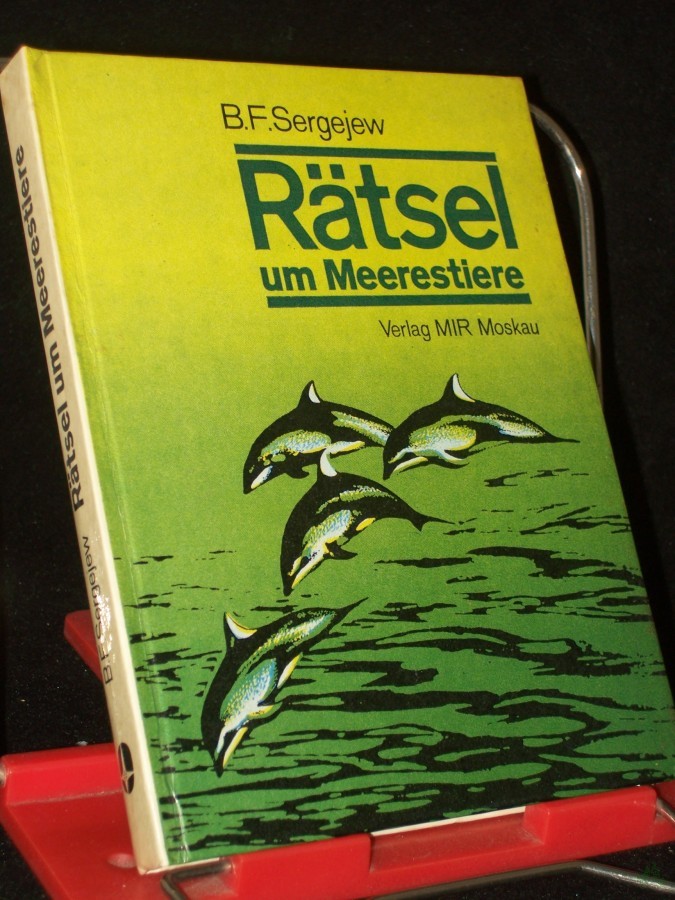 B.F.Sergejew
Rätsel
um Meerestiere
Verlag MIR Moskau
B.F.Sergejew Rätsel um Meerestiere